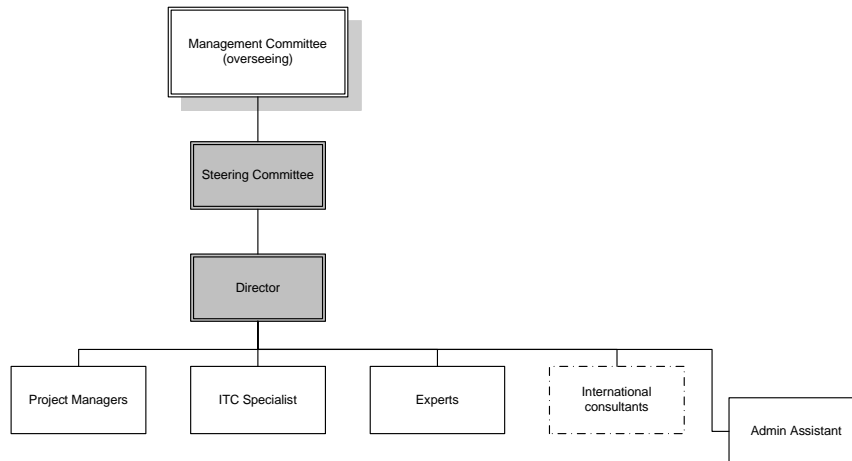 Management Committee
(overseeing)
Steering Committee
Director
Project Managers
ITC Specialist
Experts
International
consultants
Admin Assistant